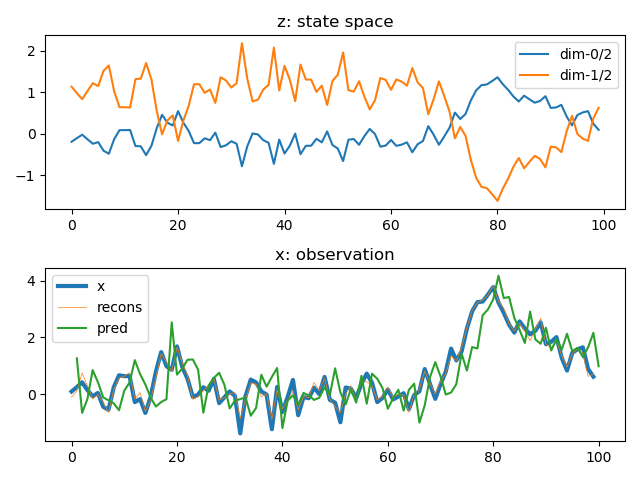 z: state space
2
1
0
−1
dim-0/2
dim-1/2
0 20 40 60 80 100
x: observation
4
2
0
x
recons
pred
0 20 40 60 80 100